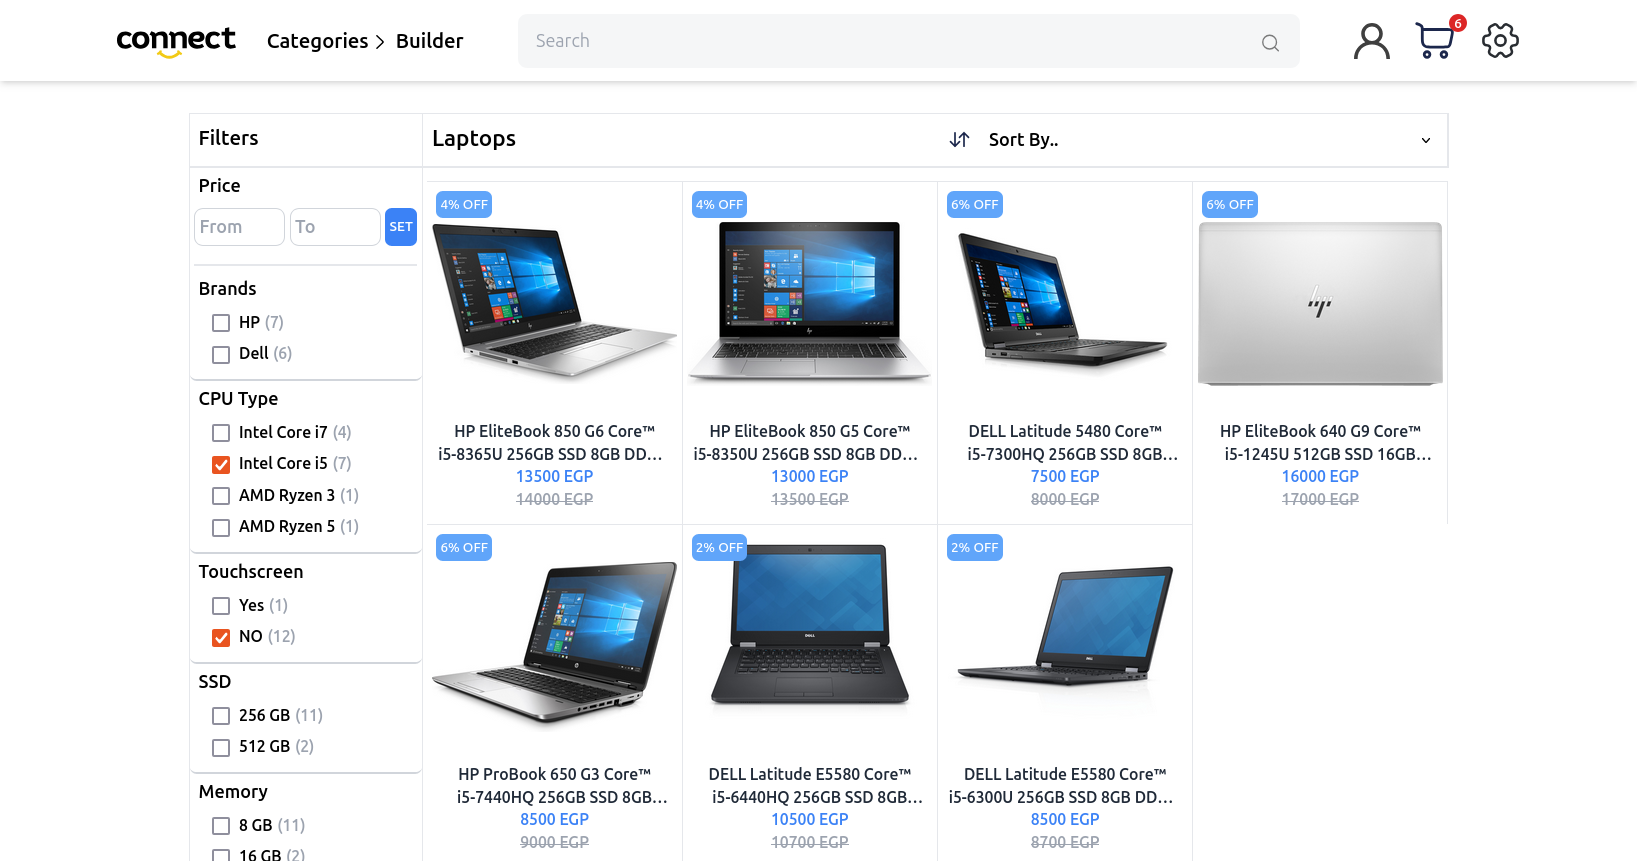 connect
Categories > Builder
Search
6
Filters
Laptops
Sort By..
Price
From
To
SET
Brands
HP (7)
Dell (6)
CPU Type
Intel Core i7 (4)
Intel Core i5 (7)
AMD Ryzen 3 (1)
AMD Ryzen 5 (1)
Touchscreen
Yes (1)
NO (12)
SSD
256 GB (11)
512 GB (2)
Memory
8 GB (11)
16 GB (2)
4% OFF
HP EliteBook 850 G6 Core™
i5-8365U 256GB SSD 8GB DD...
13500 EGP
14000 EGP
4% OFF
HP EliteBook 850 G5 Core™
i5-8350U 256GB SSD 8GB DD...
13000 EGP
13500 EGP
6% OFF
DELL Latitude 5480 Core™
i5-7300HQ 256GB SSD 8GB...
7500 EGP
8000 EGP
6% OFF
hp
HP EliteBook 640 G9 Core™
i5-1245U 512GB SSD 16GB...
16000 EGP
17000 EGP
6% OFF
HP ProBook 650 G3 Core™
i5-7440HQ 256GB SSD 8GB...
8500 EGP
9000 EGP
2% OFF
DELL
DELL Latitude E5580 Core™
i5-6440HQ 256GB SSD 8GB...
10500 EGP
10700 EGP
2% OFF
DELL Latitude E5580 Core™
i5-6300U 256GB SSD 8GB DD...
8500 EGP
8700 EGP